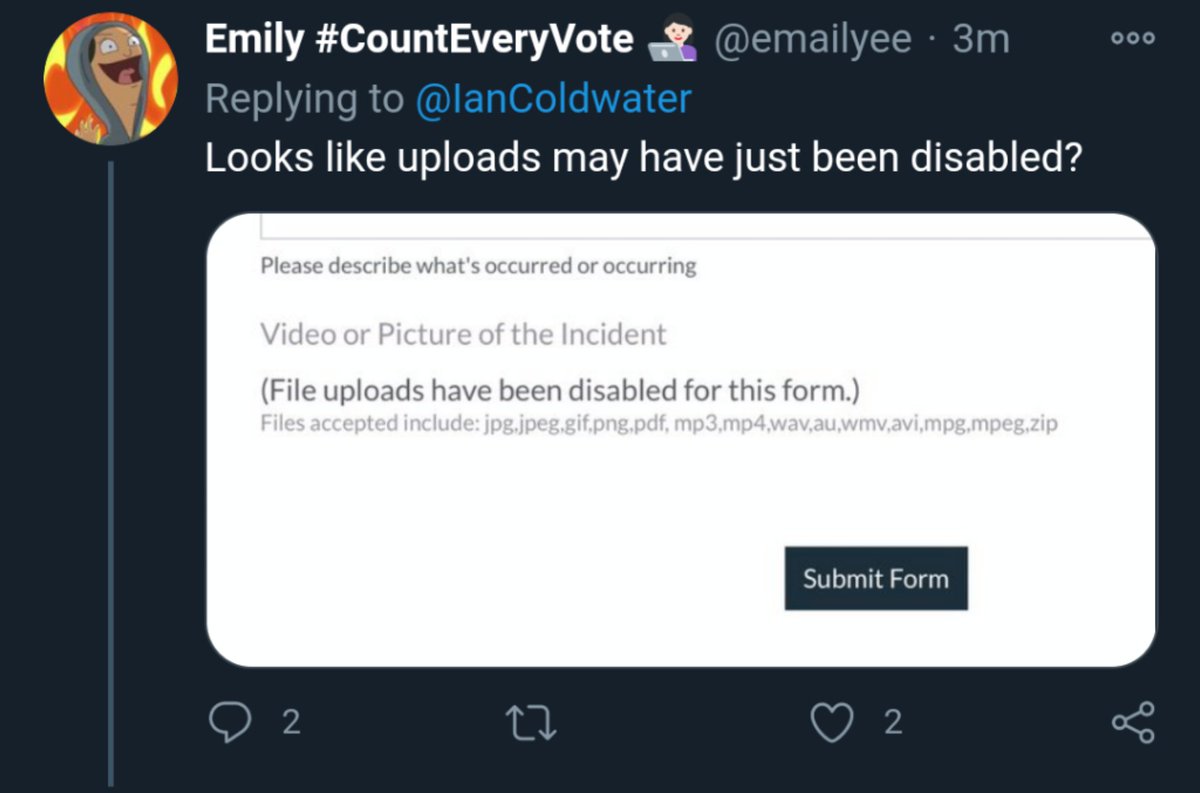 Emily #CountEveryVote 👩🏻‍💻 @emailyee · 3m
Replying to @IanColdwater
Looks like uploads may have just been disabled?
Please describe what's occurred or occurring
Video or Picture of the Incident
(File uploads have been disabled for this form.)
Files accepted include: jpg,jpeg,gif,png,pdf, mp3,mp4,wav,au,wmv,avi,mpg,mpeg,zip
Submit Form
2 2